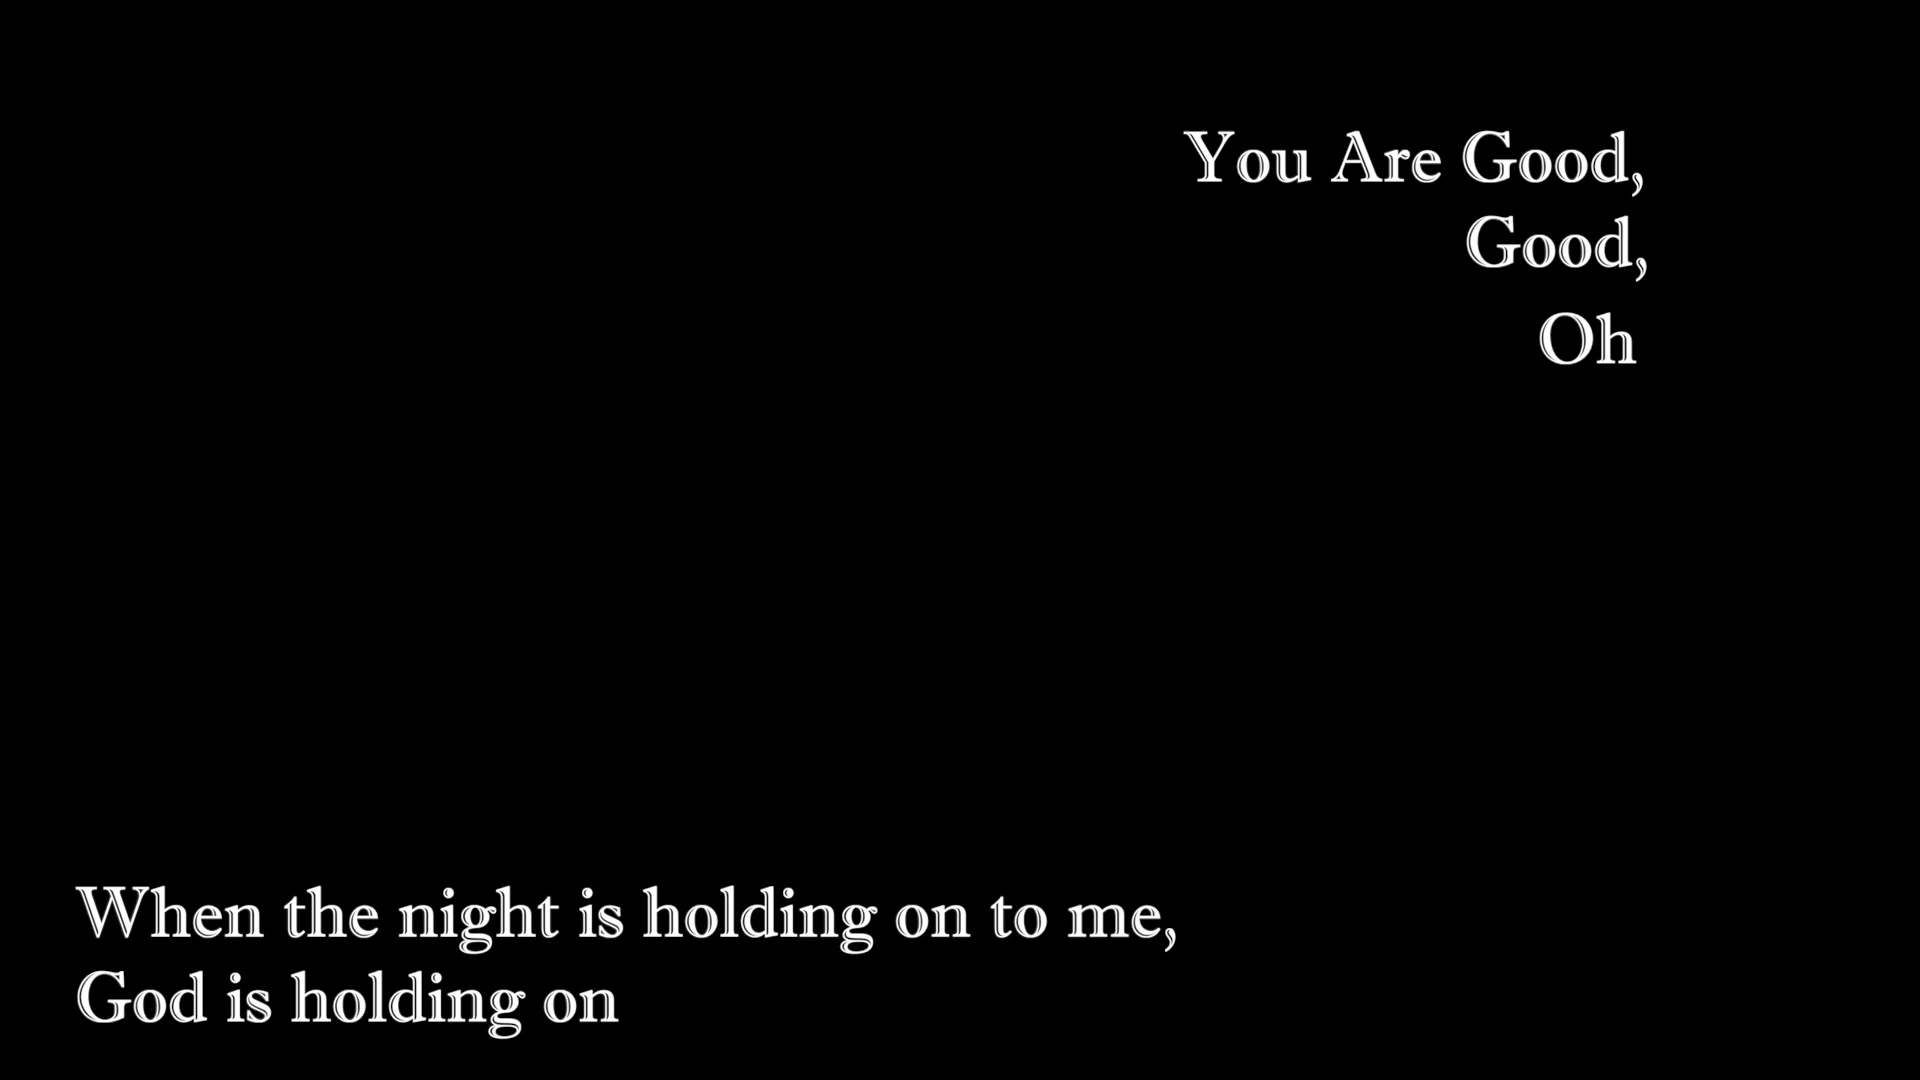 You Are Good,
Good,
Oh
When the night is holding on to me,
God is holding on